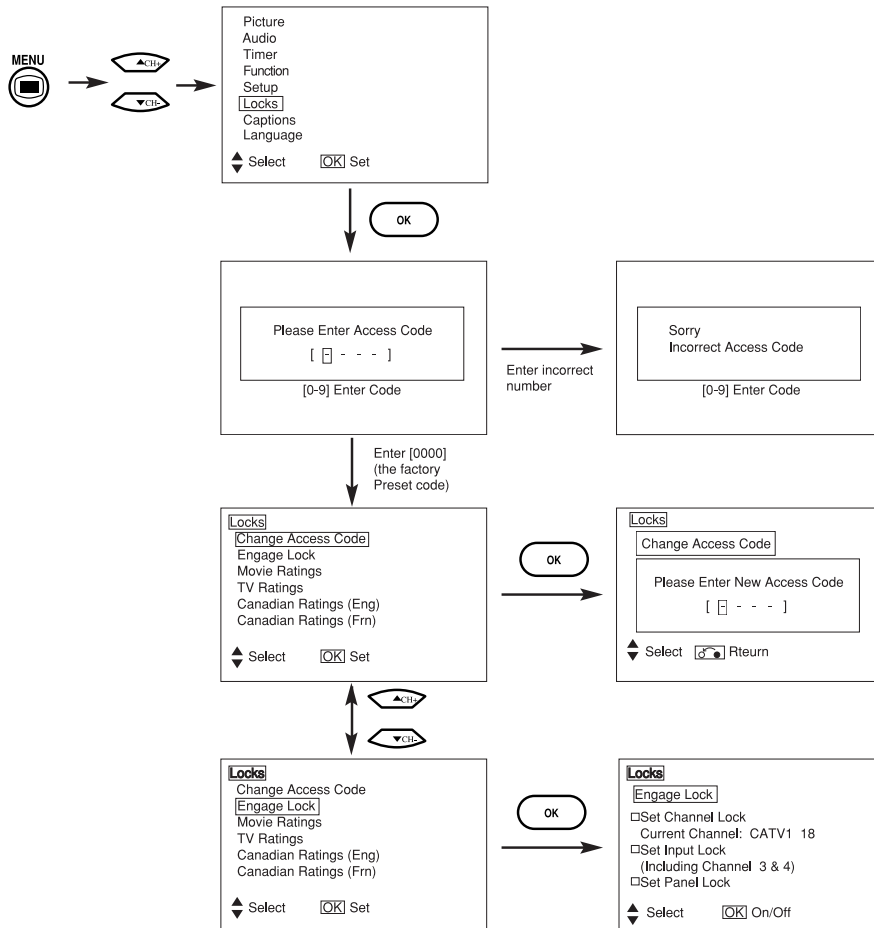 Picture
Audio
Timer
Function
Setup
Locks
Captions
Language
Select OK Set
MENU
CH+
CH-
OK
Please Enter Access Code
[ - - - - ]
[0-9] Enter Code
Enter incorrect
number
Sorry
Incorrect Access Code
[0-9] Enter Code
Enter [0000]
(the factory
Preset code)
Locks
Change Access Code
Engage Lock
Movie Ratings
TV Ratings
Canadian Ratings (Eng)
Canadian Ratings (Frn)
Select OK Set
OK
Locks
Change Access Code
Please Enter New Access Code
[ - - - - ]
Select Rteurn
CH+
CH-
Locks
Change Access Code
Engage Lock
Movie Ratings
TV Ratings
Canadian Ratings (Eng)
Canadian Ratings (Frn)
Select OK Set
OK
Locks
Engage Lock
Set Channel Lock
Current Channel: CATV1 18
Set Input Lock
(Including Channel 3 & 4)
Set Panel Lock
Select OK On/Off